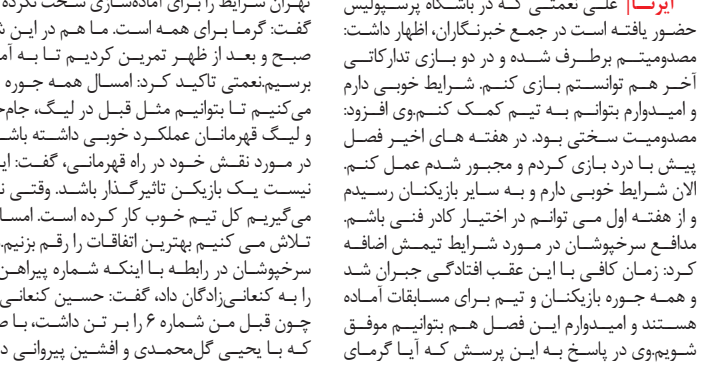 ایرنا| علی نعمتی که در باشگاه پرسپولیس
حضور یافته است در جمع خبرنگاران، اظهار داشت:
مصدومیتم برطرف شده و در دو بازی تدارکاتی
آخر هم توانستم بازی کنم. شرایط خوبی دارم
و امیدوارم بتوانم به تیم کمک کنم.وی افزود:
مصدومیت سختی بود. در هفته های اخیر فصل
پیش با درد بازی کردم و مجبور شدم عمل کنم.
الان شرایط خوبی دارم و به سایر بازیکنان رسیدم
و از هفته اول می توانم در اختیار کادر فنی باشم.
مدافع سرخپوشان در مورد شرایط تیمش اضافه
کرد: زمان کافی با این عقب افتادگی جبران شد
و همه جوره بازیکنان و تیم برای مسابقات آماده
هستند و امیدوارم این فصل هم بتوانیم موفق
شویم.وی در پاسخ به این پرسش که آیا گرمای
تهران شرایط را برای آماده‌سازی سخت نکرده
گفت: گرما برای همه است. ما هم در این
صبح و بعد از ظهر تمرین کردیم تا به
برسیم.نعمتی تاکید کرد: امسال همه جوره
می‌کنیم تا بتوانیم مثل قبل در لیگ،
و لیگ قهرمانان عملکرد خوبی داشته
در مورد نقش خود در راه قهرمانی، گفت:
نیست یک بازیکن تاثیرگذار باشد. وقتی
می‌گیریم کل تیم خوب کار کرده است.
تلاش می کنیم بهترین اتفاقات را رقم بزنیم.
سرخپوشان در رابطه با اینکه شماره
را به کنعانی‌زادگان داد، گفت: حسین کنعانی
چون قبل من شماره ۶ را بر تن داشت، با
که با یحیی گل‌محمدی و افشین پیروانی